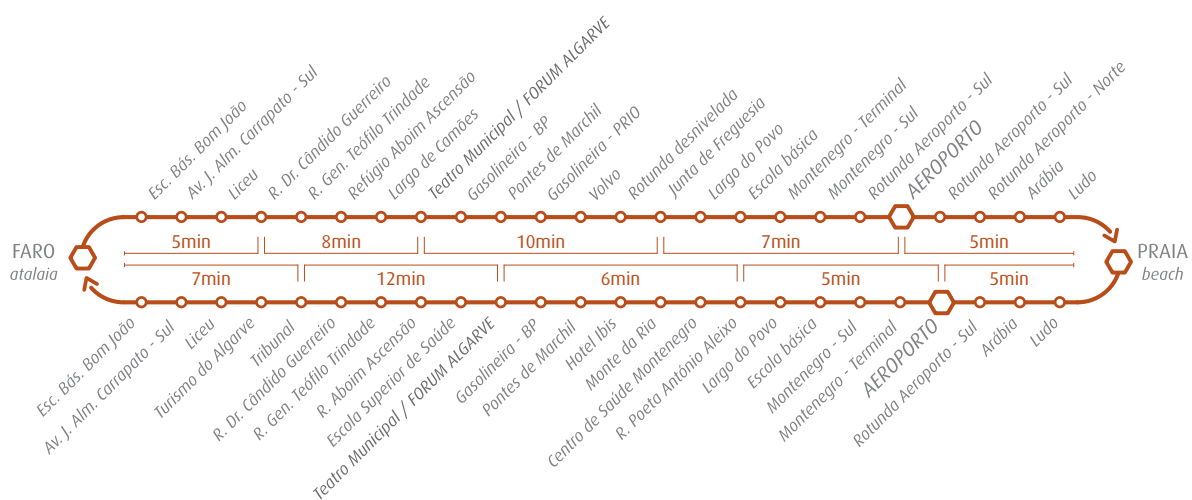 Esc. Bás. Bom João
Av. J. Alm. Carrapato - Sul
Liceu
R. Dr. Cândido Guerreiro
R. Gen. Teófilo Trindade
Refúgio Aboim Ascensão
Largo de Camões
Teatro Municipal / FORUM ALGARVE
Gasolineira - BP
Pontes de Marchil
Gasolineira - PRIO
Volvo
Rotunda desnivelada
Junta de Freguesia
Largo do Povo
Escola básica
Montenegro - Terminal
Montenegro - Sul
Rotunda Aeroporto - Sul
AEROPORTO
Rotunda Aeroporto - Sul
Rotunda Aeroporto - Norte
Arábia
Ludo
FARO
atalaia
5min
8min
10min
7min
5min
7min
12min
6min
5min
5min
PRAIA
beach
Esc. Bás. Bom João
Av. J. Alm. Carrapato - Sul
Liceu
Turismo do Algarve
Tribunal
R. Dr. Cândido Guerreiro
R. Gen. Teófilo Trindade
R. Aboim Ascensão
Escola Superior de Saúde
Teatro Municipal / FORUM ALGARVE
Gasolineira - BP
Pontes de Marchil
Hotel Ibis
Monte da Ria
Centro de Saúde Montenegro
R. Poeta António Aleixo
Largo do Povo
Escola básica
Montenegro - Sul
Montenegro - Terminal
AEROPORTO
Rotunda Aeroporto - Sul
Arábia
Ludo